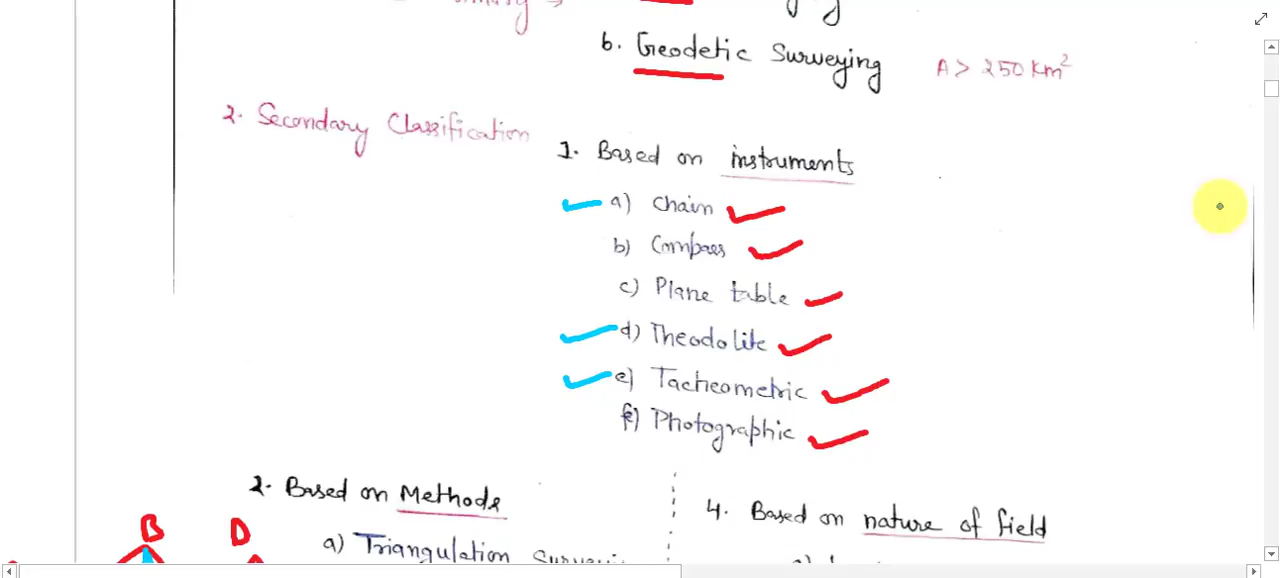 6. Geodetic Surveying A > 250 Km²
2. Secondary Classification
1. Based on instruments
a) Chain
b) Compass
c) Plane table
d) Theodolite
e) Tacheometric
f) Photographic
2. Based on Methods
a) Triangulation Surveying
4. Based on nature of field
B D